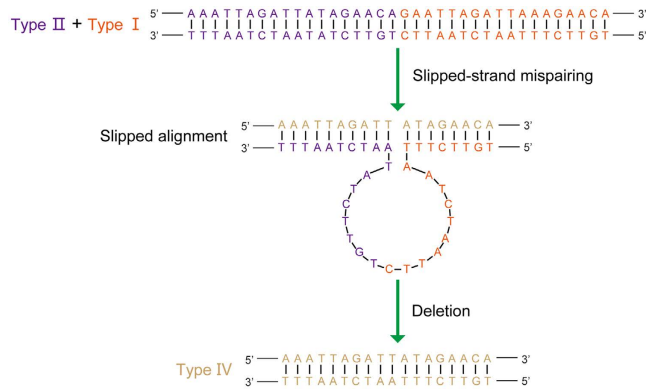 5' AAATTAGATTATAGAACAGAATTAGATTAAAGAACA 3'
Type II + Type I
3' TTTAATCTAATATCTTGTCTTAATCTAATTTCTTGT 5'
Slipped-strand mispairing
5' AAATTAGATT ATAGAACA 3'
Slipped alignment
3' TTTAATCTAA TTTCTTGT 5'
TATCTTGTCTTAATCTAA
Deletion
5' AAATTAGATTATAGAACA 3'
Type IV
3' TTTAATCTAATTTCTTGT 5'